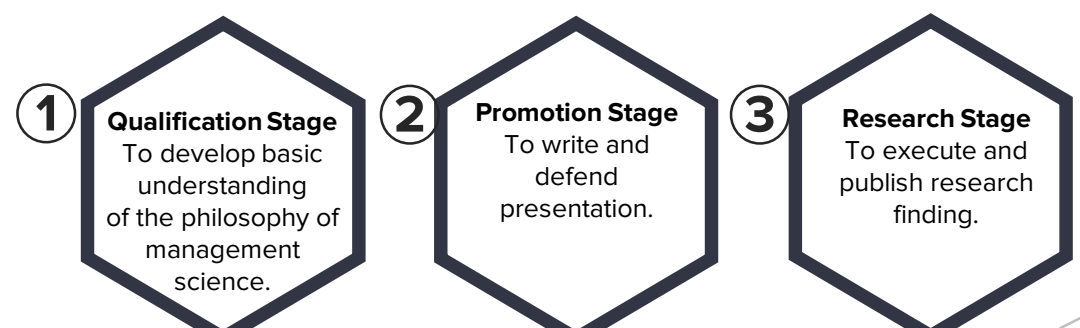 1
Qualification Stage
To develop basic
understanding
of the philosophy of
management
science.
2
Promotion Stage
To write and
defend
presentation.
3
Research Stage
To execute and
publish research
finding.